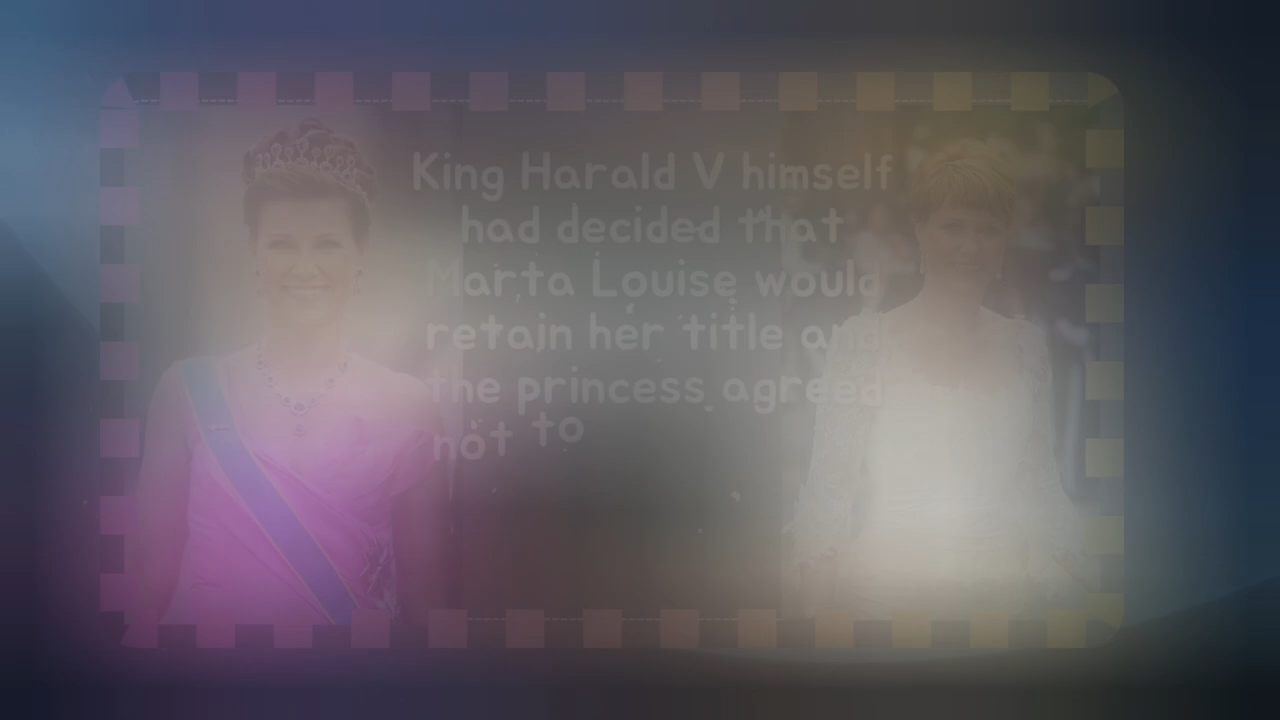 King Harald V himself
had decided that
Marta Louise would
retain her title and
the princess agreed
not to